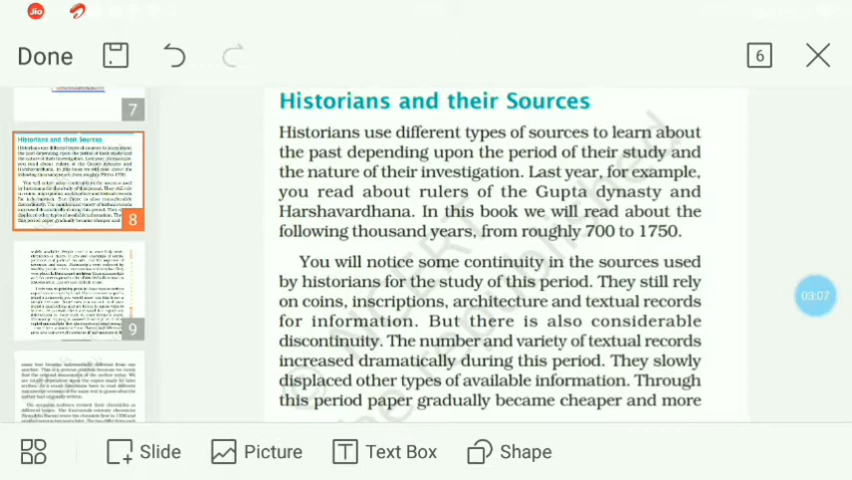 Jio
Done
6
7
Historians and their Sources
8
9
Historians and their Sources
Historians use different types of sources to learn about
the past depending upon the period of their study and
the nature of their investigation. Last year, for example,
you read about rulers of the Gupta dynasty and
Harshavardhana. In this book we will read about the
following thousand years, from roughly 700 to 1750.
You will notice some continuity in the sources used
by historians for the study of this period. They still rely
on coins, inscriptions, architecture and textual records
for information. But there is also considerable
discontinuity. The number and variety of textual records
increased dramatically during this period. They slowly
displaced other types of available information. Through
this period paper gradually became cheaper and more
03:07
Slide
Picture
Text Box
Shape